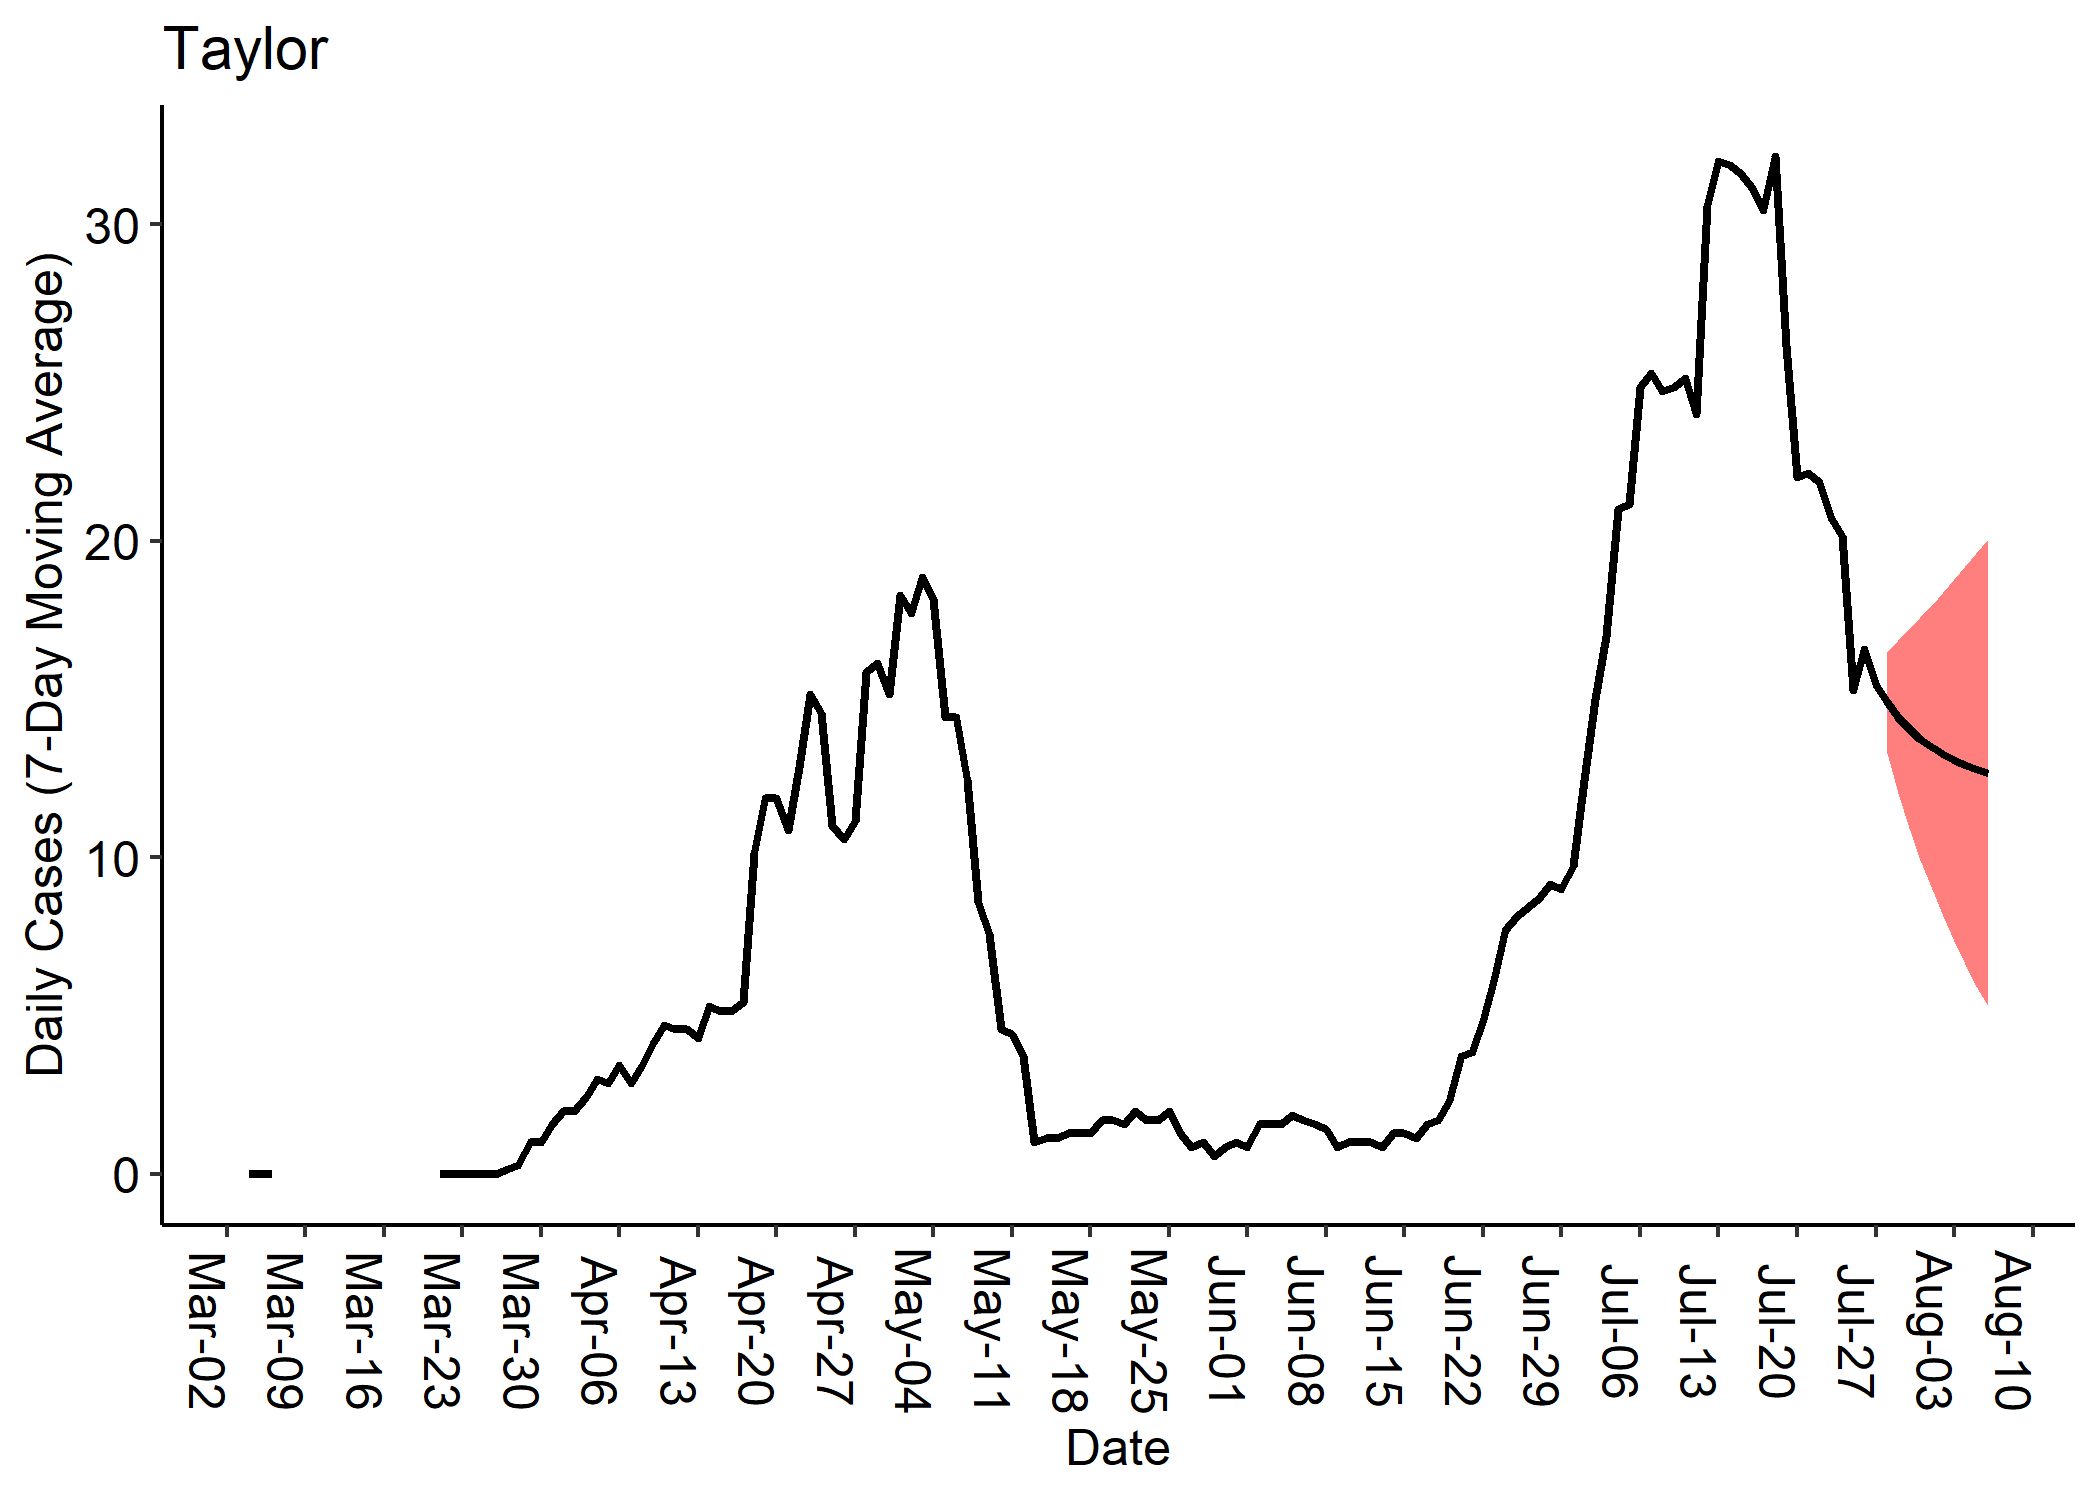 Taylor
Daily Cases (7-Day Moving Average)
30
20
10
0
Mar-02
Mar-09
Mar-16
Mar-23
Mar-30
Apr-06
Apr-13
Apr-20
Apr-27
May-04
May-11
May-18
May-25
Jun-01
Jun-08
Jun-15
Jun-22
Jun-29
Jul-06
Jul-13
Jul-20
Jul-27
Aug-03
Aug-10
Date